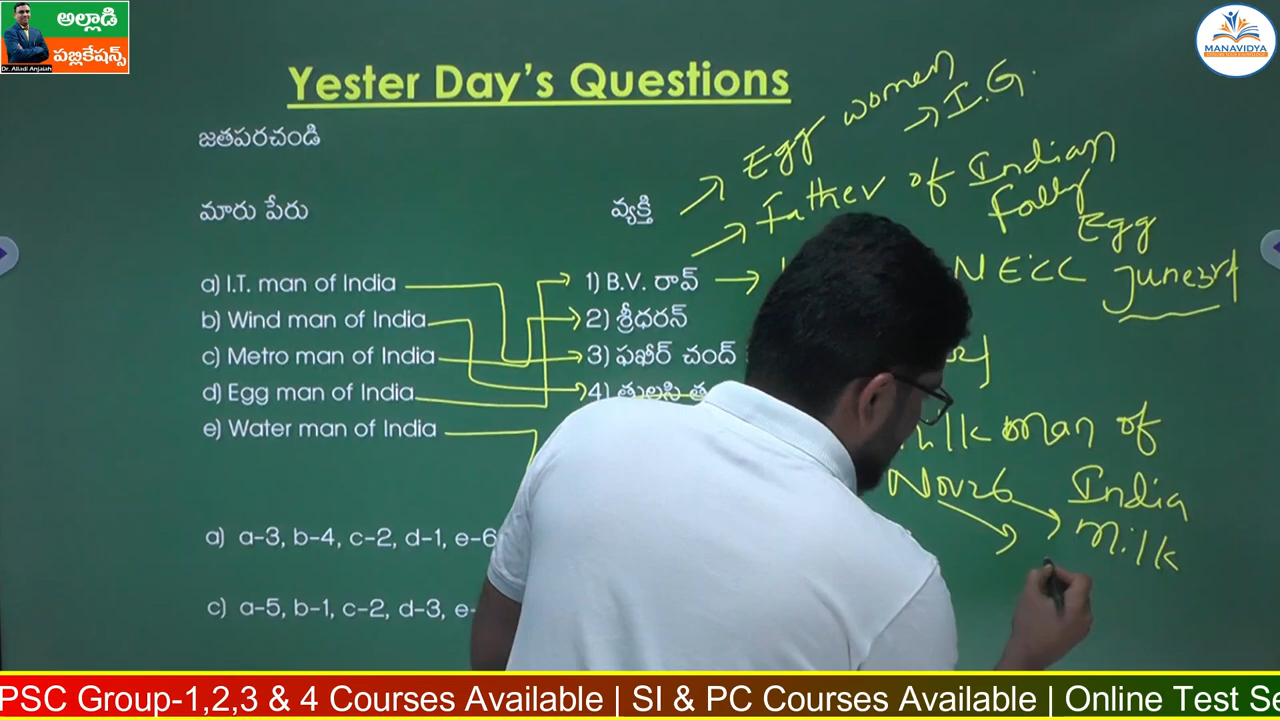 అల్లాడి
పబ్లికేషన్స్
Dr. Alladi Anjaiah
MANAVIDYA
Yester Day's Questions
జతపరచండి
మారు పేరు
వ్యక్తి
Egg women
→ I.G.
→ Father of Indian
Folly
Egg
a) I.T. man of India
1) B.V. రావ్
NECC June 3rd
b) Wind man of India
2) శ్రీధరన్
c) Metro man of India
3) ఫఖీర్ చంద్
d) Egg man of India
4) తులసి
e) Water man of India
man of
Nov 26 → India
Milk
a) a-3, b-4, c-2, d-1, e-6
c) a-5, b-1, c-2, d-3, e-
PSC Group-1,2,3 & 4 Courses Available | SI & PC Courses Available | Online Test Se